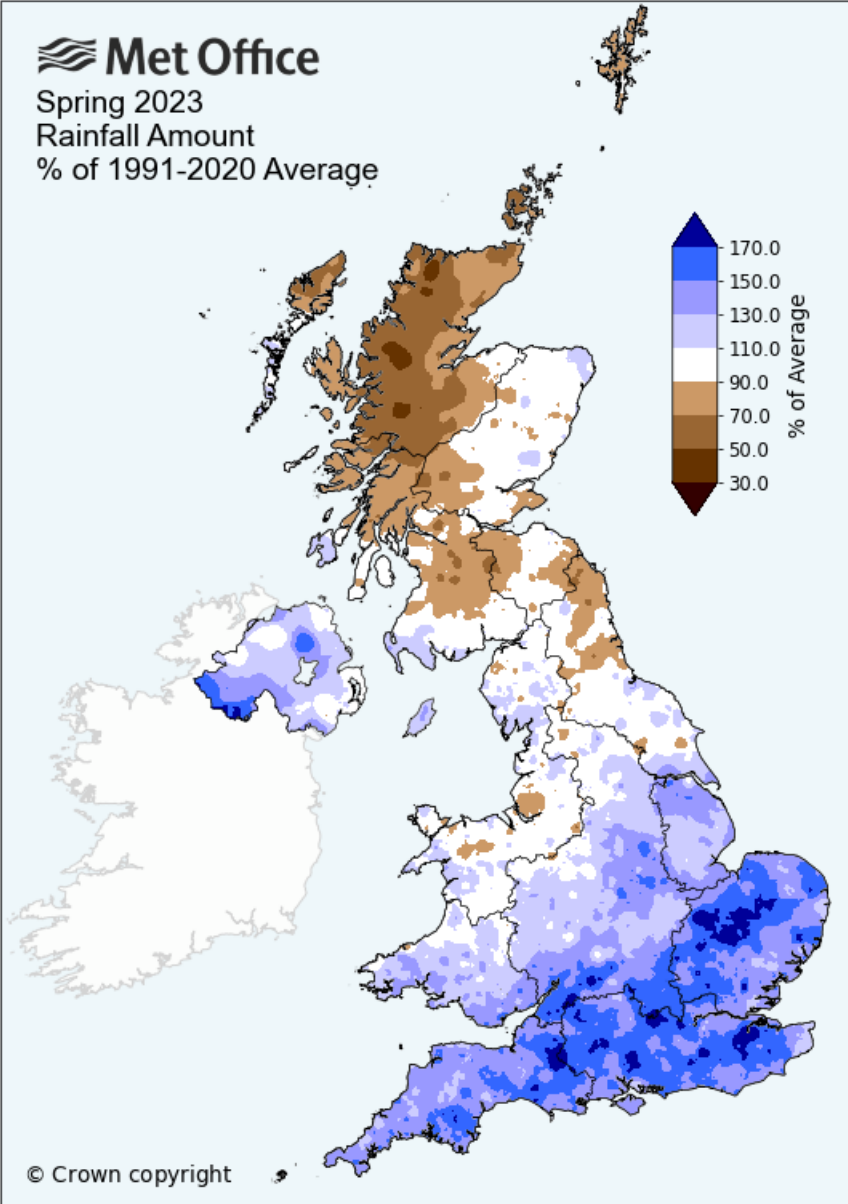 Met Office
Spring 2023
Rainfall Amount
% of 1991-2020 Average
170.0
150.0
130.0
110.0
90.0
70.0
50.0
30.0
% of Average
© Crown copyright